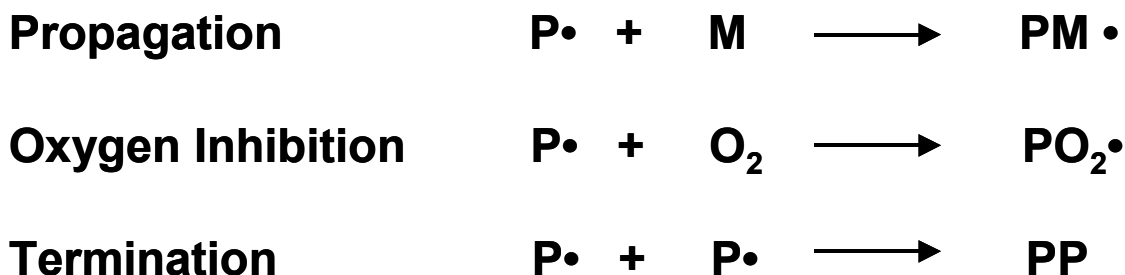 Propagation P• + M ⟶ PM •
Oxygen Inhibition P• + O₂ ⟶ PO₂•
Termination P• + P• ⟶ PP